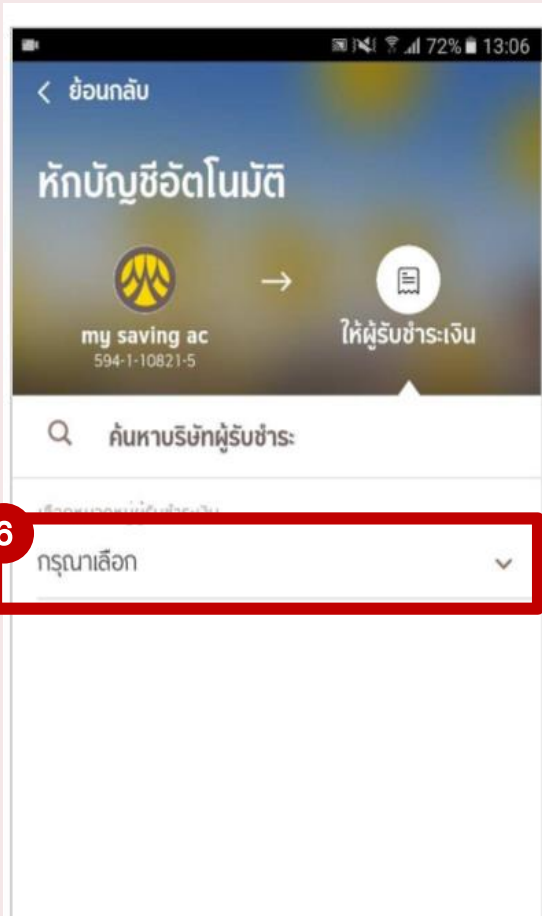 72% 13:06
ย้อนกลับ
หักบัญชีอัตโนมัติ
my saving ac
594-1-10821-5
ให้ผู้รับชำระเงิน
ค้นหาบริษัทผู้รับชำระ
6
กรุณาเลือก